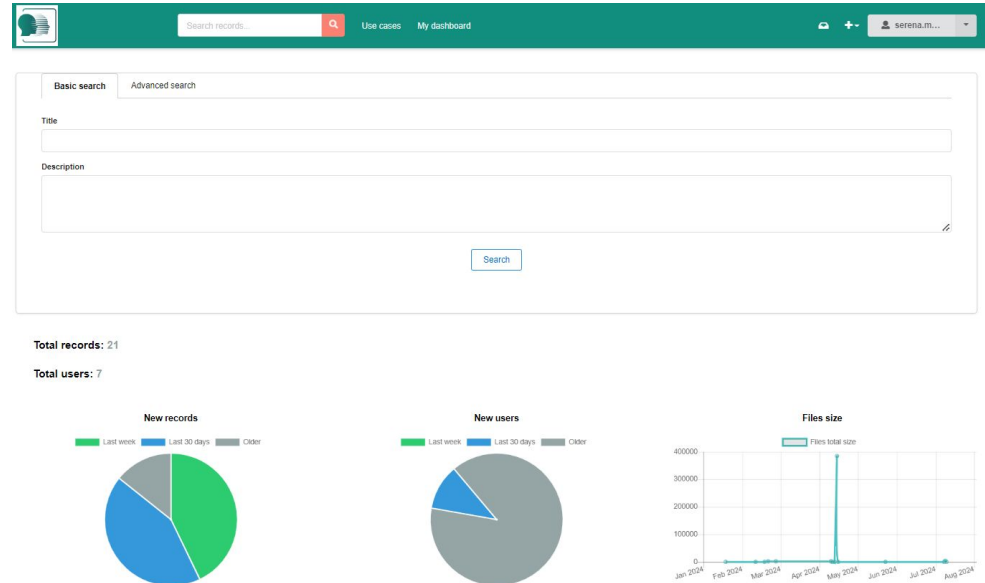 Search records... Use cases My dashboard serena.m...
Basic search Advanced search
Title
Description
Search
Total records: 21
Total users: 7
New records
Last week Last 30 days Older
New users
Last week Last 30 days Older
Files size
Files total size
400000
300000
200000
100000
0
Jan 2024 Feb 2024 Mar 2024 Apr 2024 May 2024 Jun 2024 Jul 2024 Aug 2024